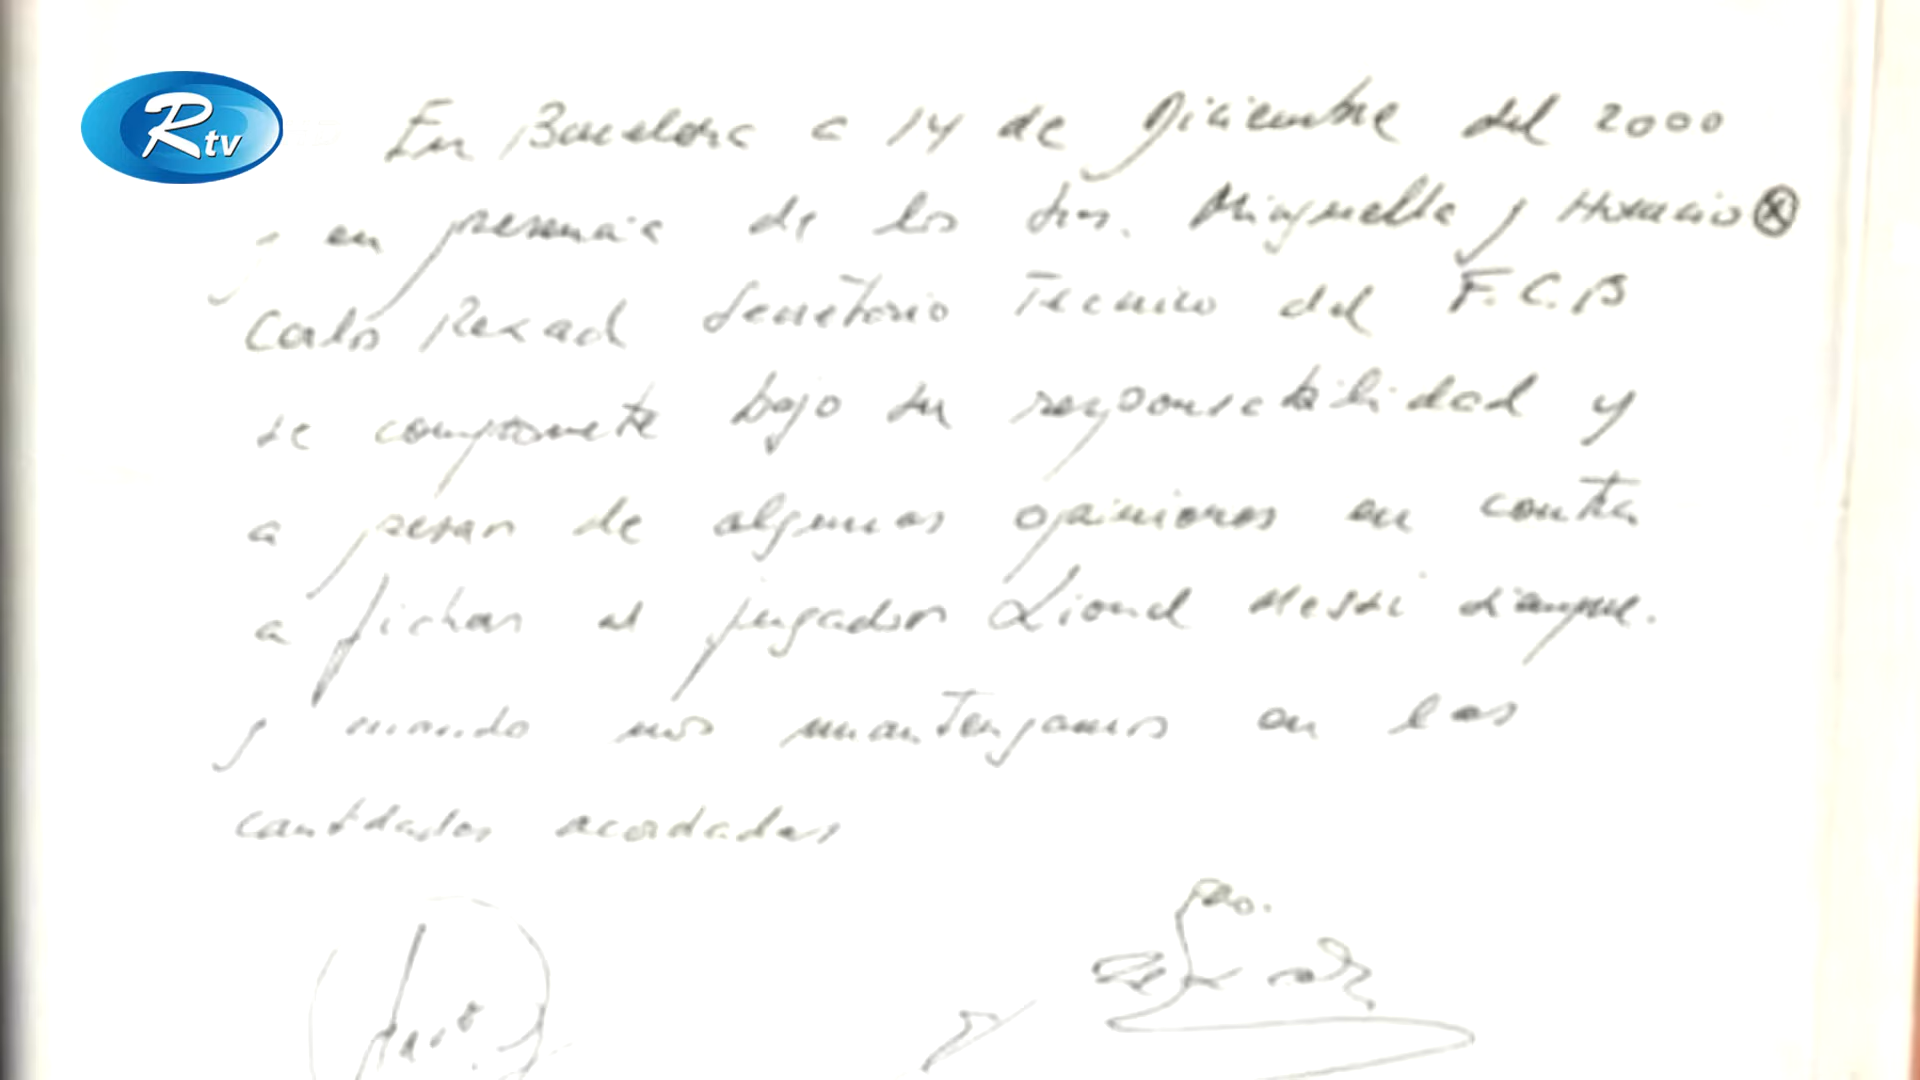 Rtv
En Barcelona a 14 de Diciembre del 2000
y en presencia de los Srs. Minguella y Horacio
Carlos Rexach Secretario Tecnico del F.C.B
se compromete bajo su responsabilidad y
a pesar de algunas opiniones en contra
a fichar al jugador Lionel Messi siempre.
y cuando nos mantengamos en las
cantidades acordadas